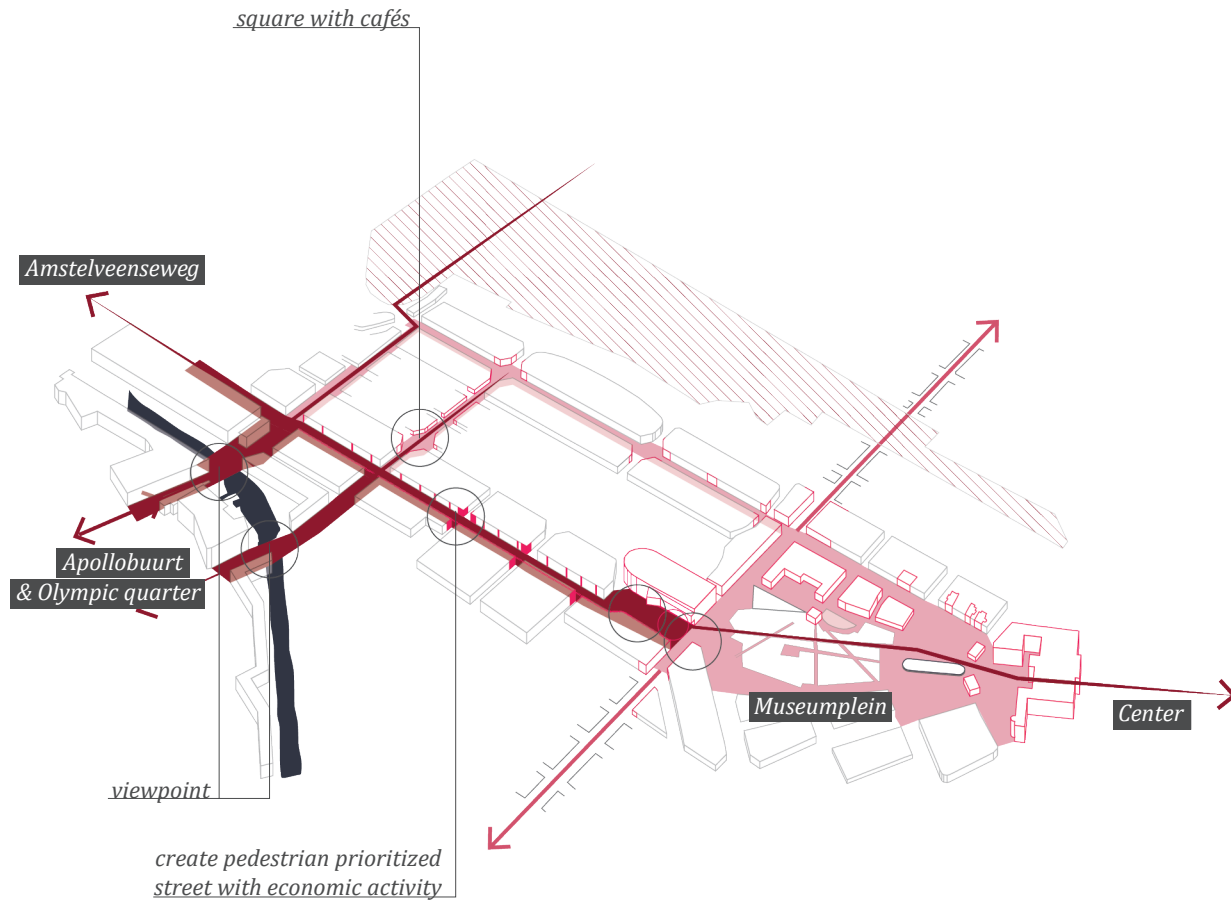 square with cafés
Amstelveenseweg
Apollobuurt
& Olympic quarter
Museumplein
Center
viewpoint
create pedestrian prioritized
street with economic activity